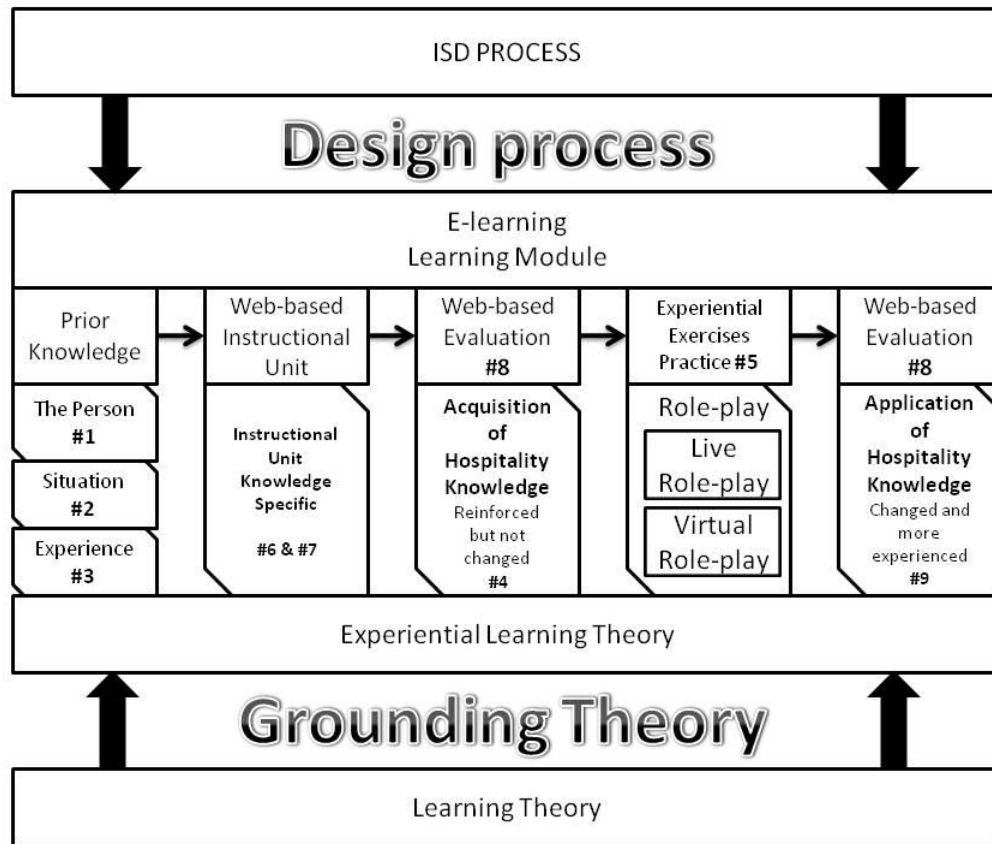 ISD PROCESS
Design process
E-learning
Learning Module
Prior
Knowledge
Web-based
Instructional
Unit
Web-based
Evaluation
#8
Experiential
Exercises
Practice #5
Web-based
Evaluation
#8
The Person
#1
Situation
#2
Experience
#3
Instructional
Unit
Knowledge
Specific
#6 & #7
Acquisition
of
Hospitality
Knowledge
Reinforced
but not
changed
#4
Role-play
Live
Role-play
Virtual
Role-play
Application
of
Hospitality
Knowledge
Changed and
more
experienced
#9
Experiential Learning Theory
Grounding Theory
Learning Theory